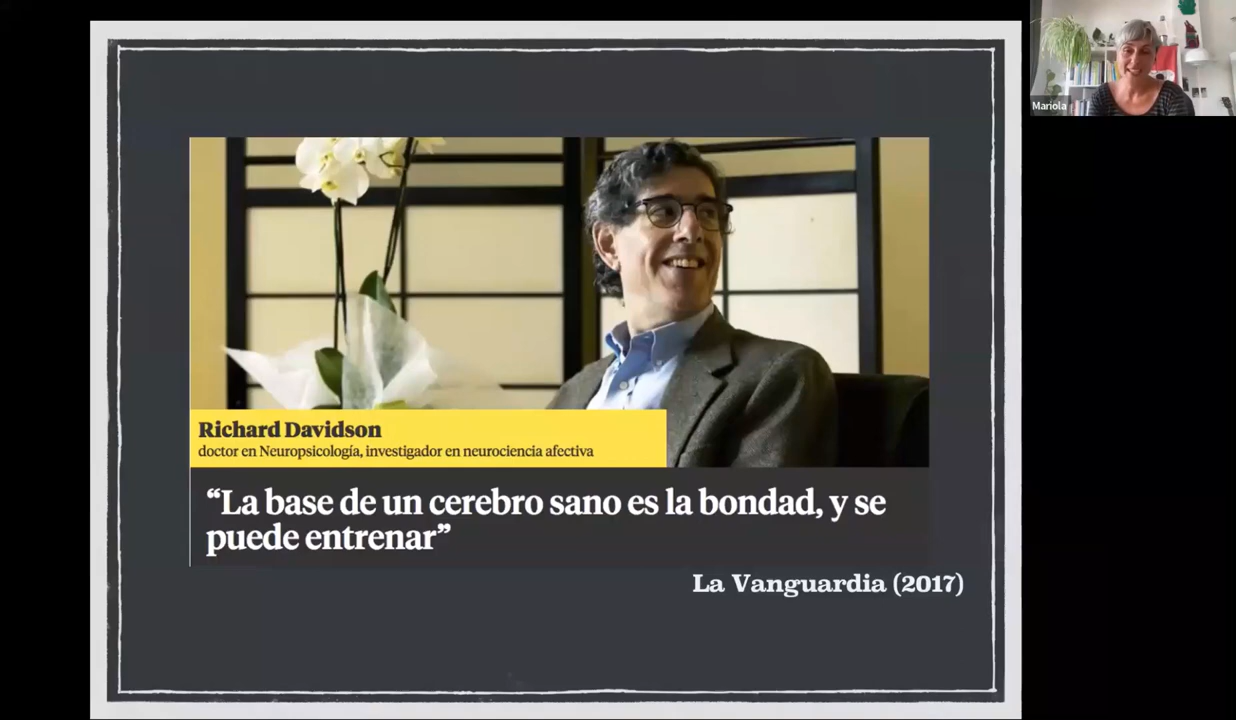 Mariola
Richard Davidson
doctor en Neuropsicología, investigador en neurociencia afectiva
“La base de un cerebro sano es la bondad, y se
puede entrenar”
La Vanguardia (2017)